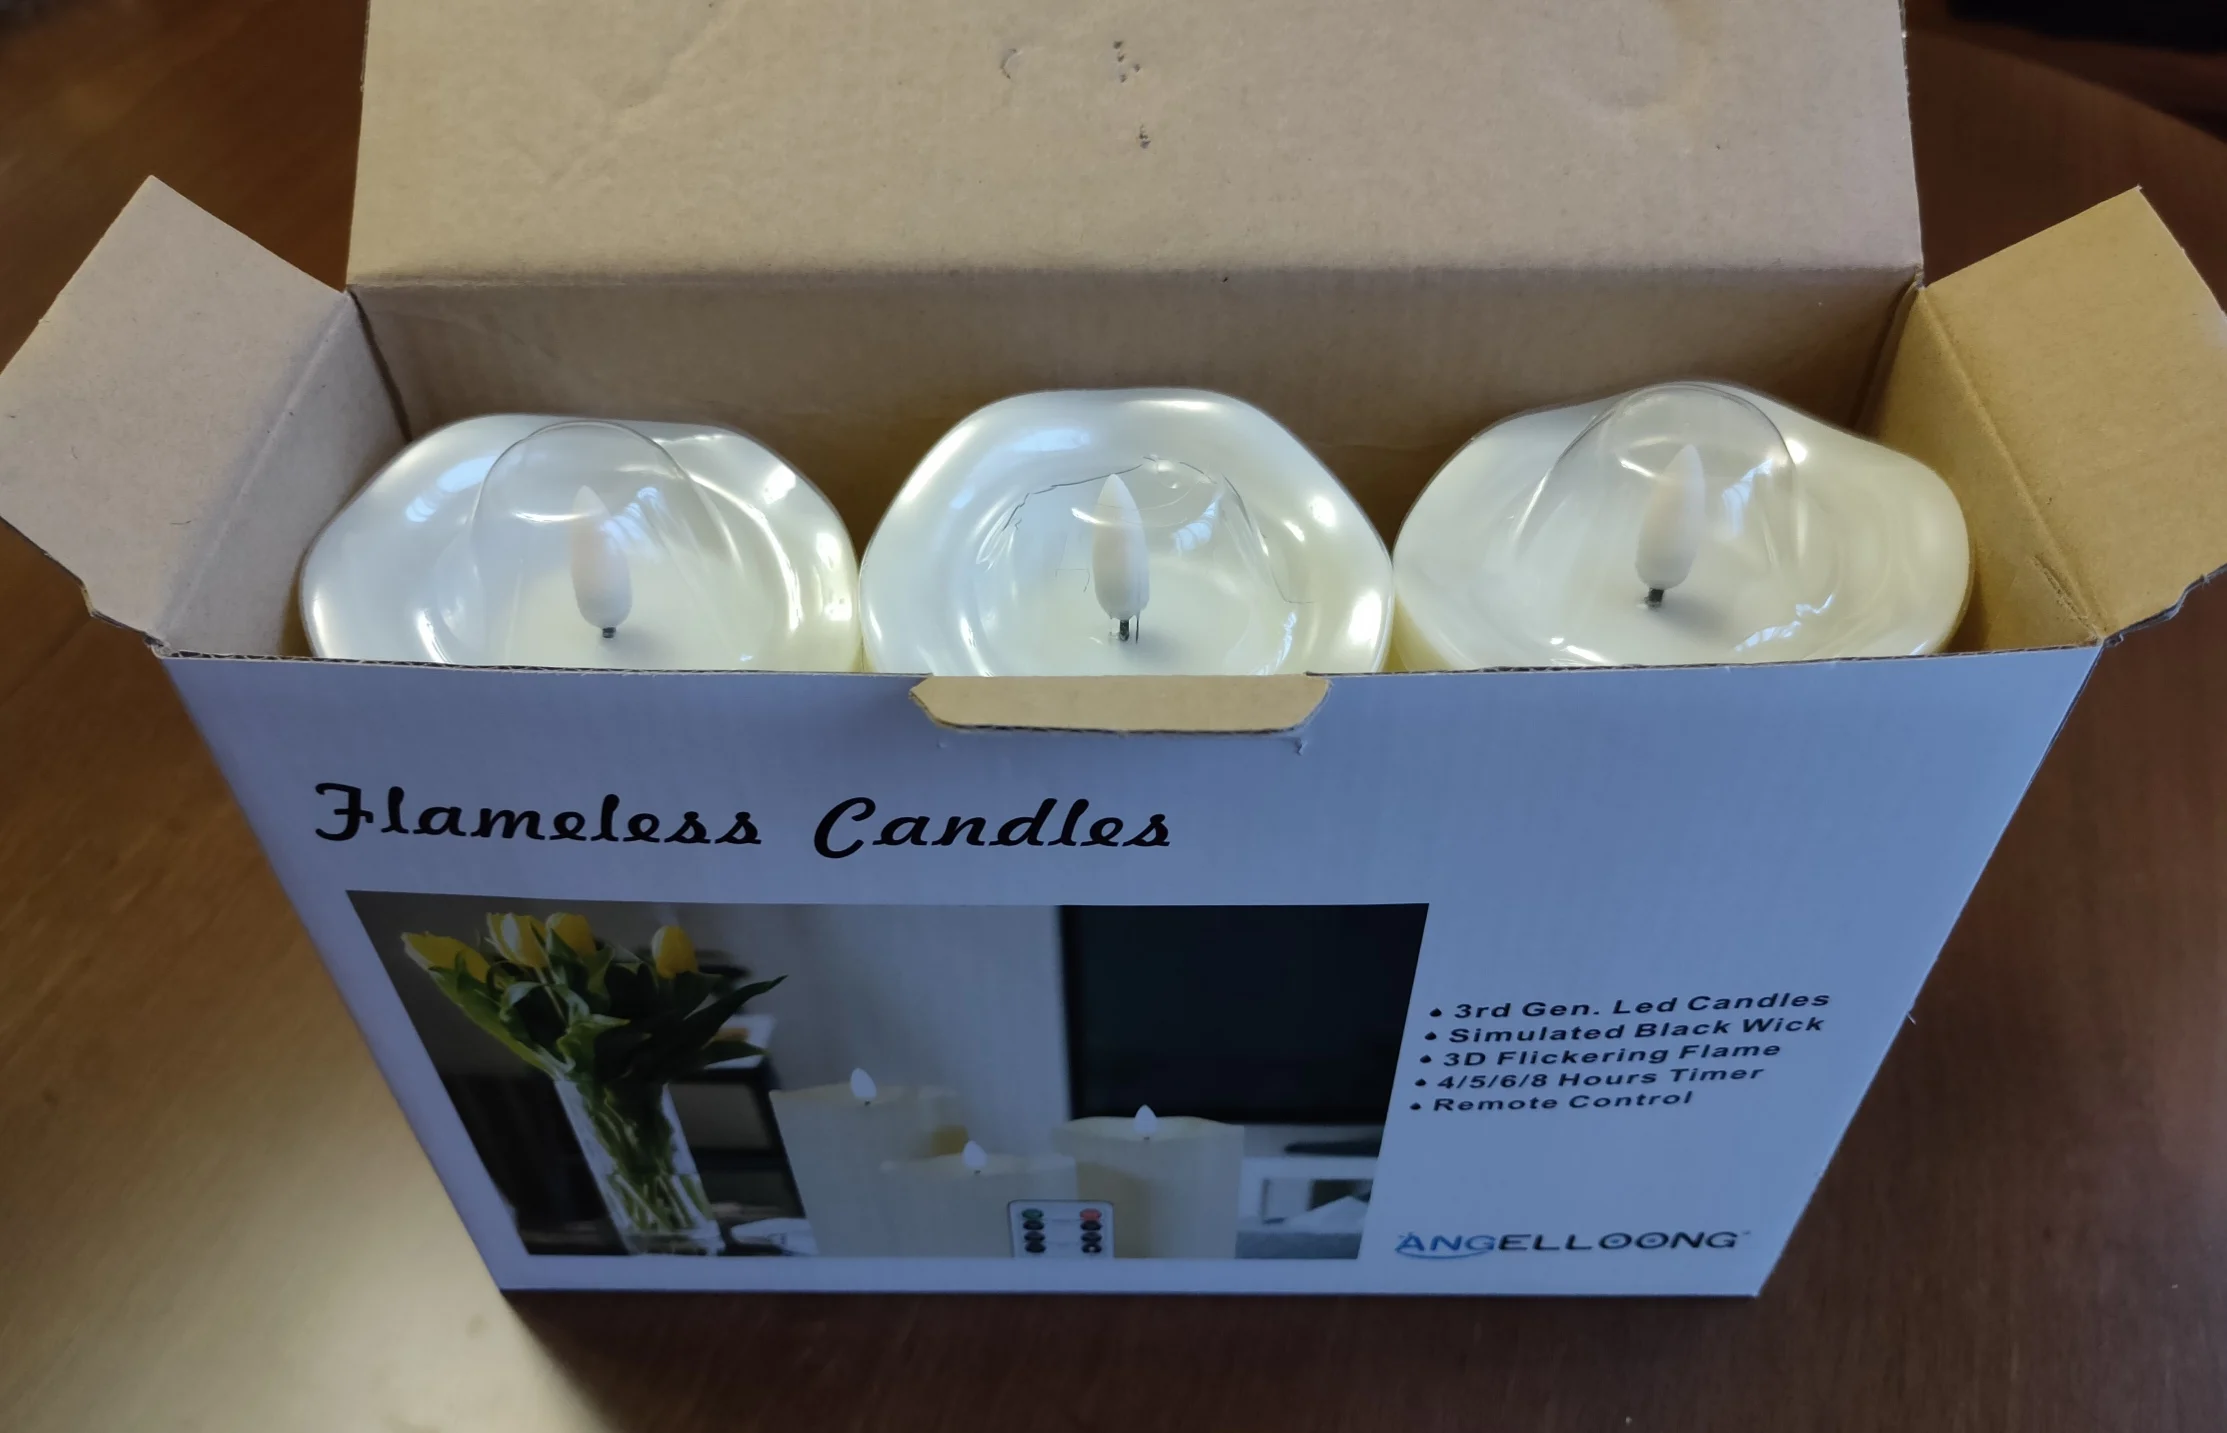 Flameless Candles
3rd Gen. Led Candles
Simulated Black Wick
3D Flickering Flame
4/5/6/8 Hours Timer
Remote Control
ANGELLOONG